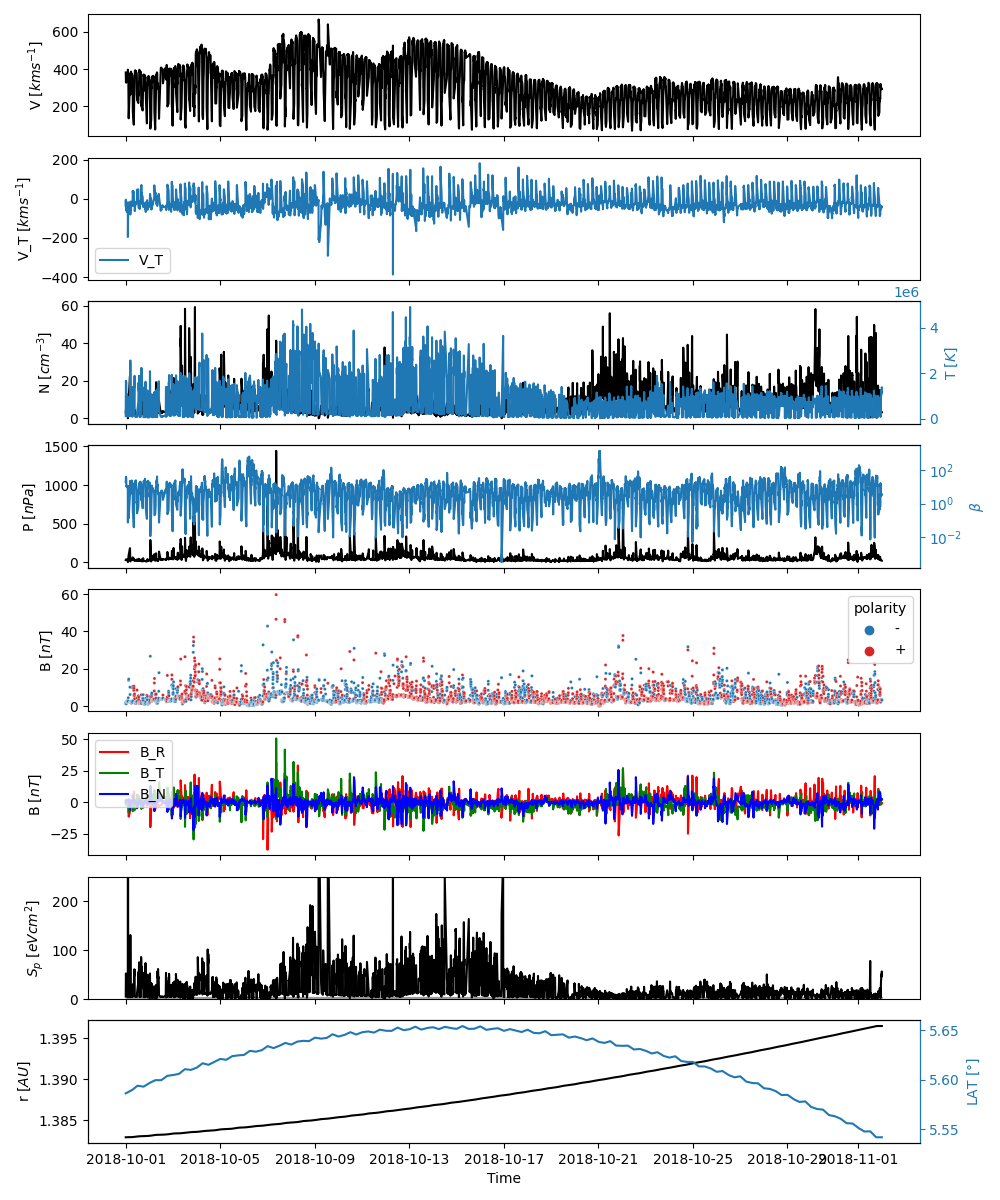 600
400
200
V [kms⁻¹]
200
0
−200
−400
V_T [kms⁻¹]
V_T
1e6
60
40
20
0
N [cm⁻³]
4
2
0
T [K]
1500
1000
500
0
P [nPa]
10²
10⁰
10⁻²
β
60
40
20
0
B [nT]
polarity
-
+
50
25
0
−25
B [nT]
B_R
B_T
B_N
200
100
0
Sₚ [eVcm²]
1.395
1.390
1.385
r [AU]
5.65
5.60
5.55
LAT [°]
2018-10-01 2018-10-05 2018-10-09 2018-10-13 2018-10-17 2018-10-21 2018-10-25 2018-10-29 2018-11-01
Time